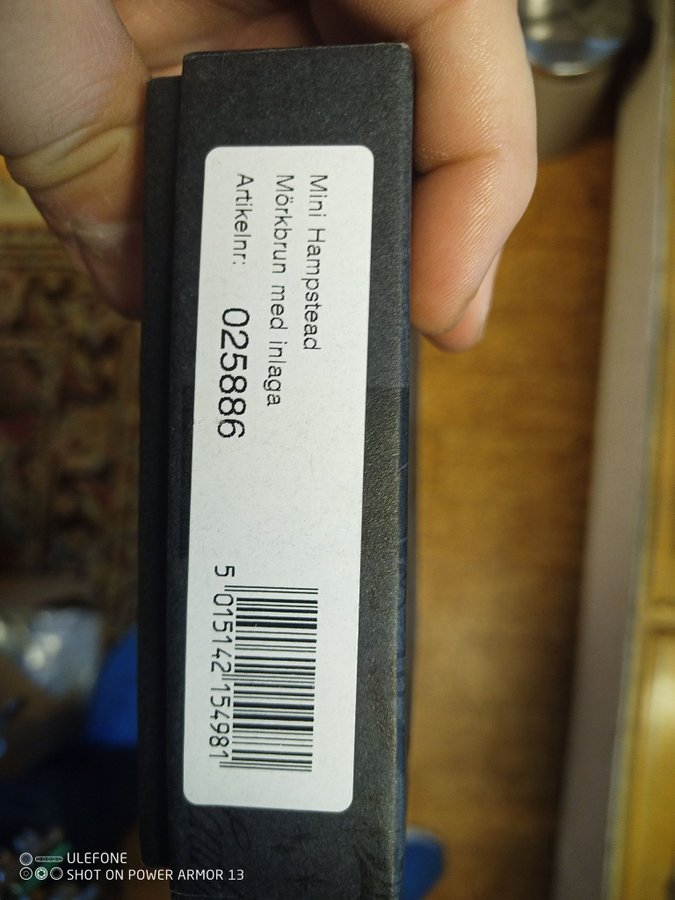 Mini Hampstead
Mörkbrun med inlaga
Artikelnr: 025886
5 015142 154981
ULEFONE
SHOT ON POWER ARMOR 13